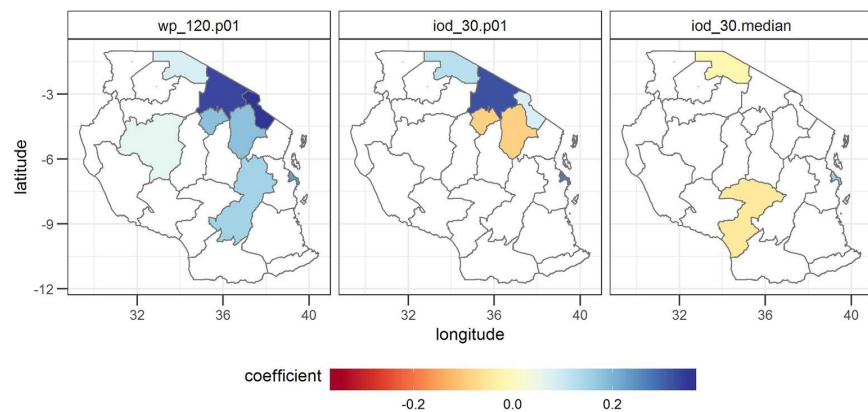 wp_120.p01 iod_30.p01 iod_30.median
-3
-6
-9
-12
latitude
32 36 40 32 36 40 32 36 40
longitude
coefficient
-0.2 0.0 0.2